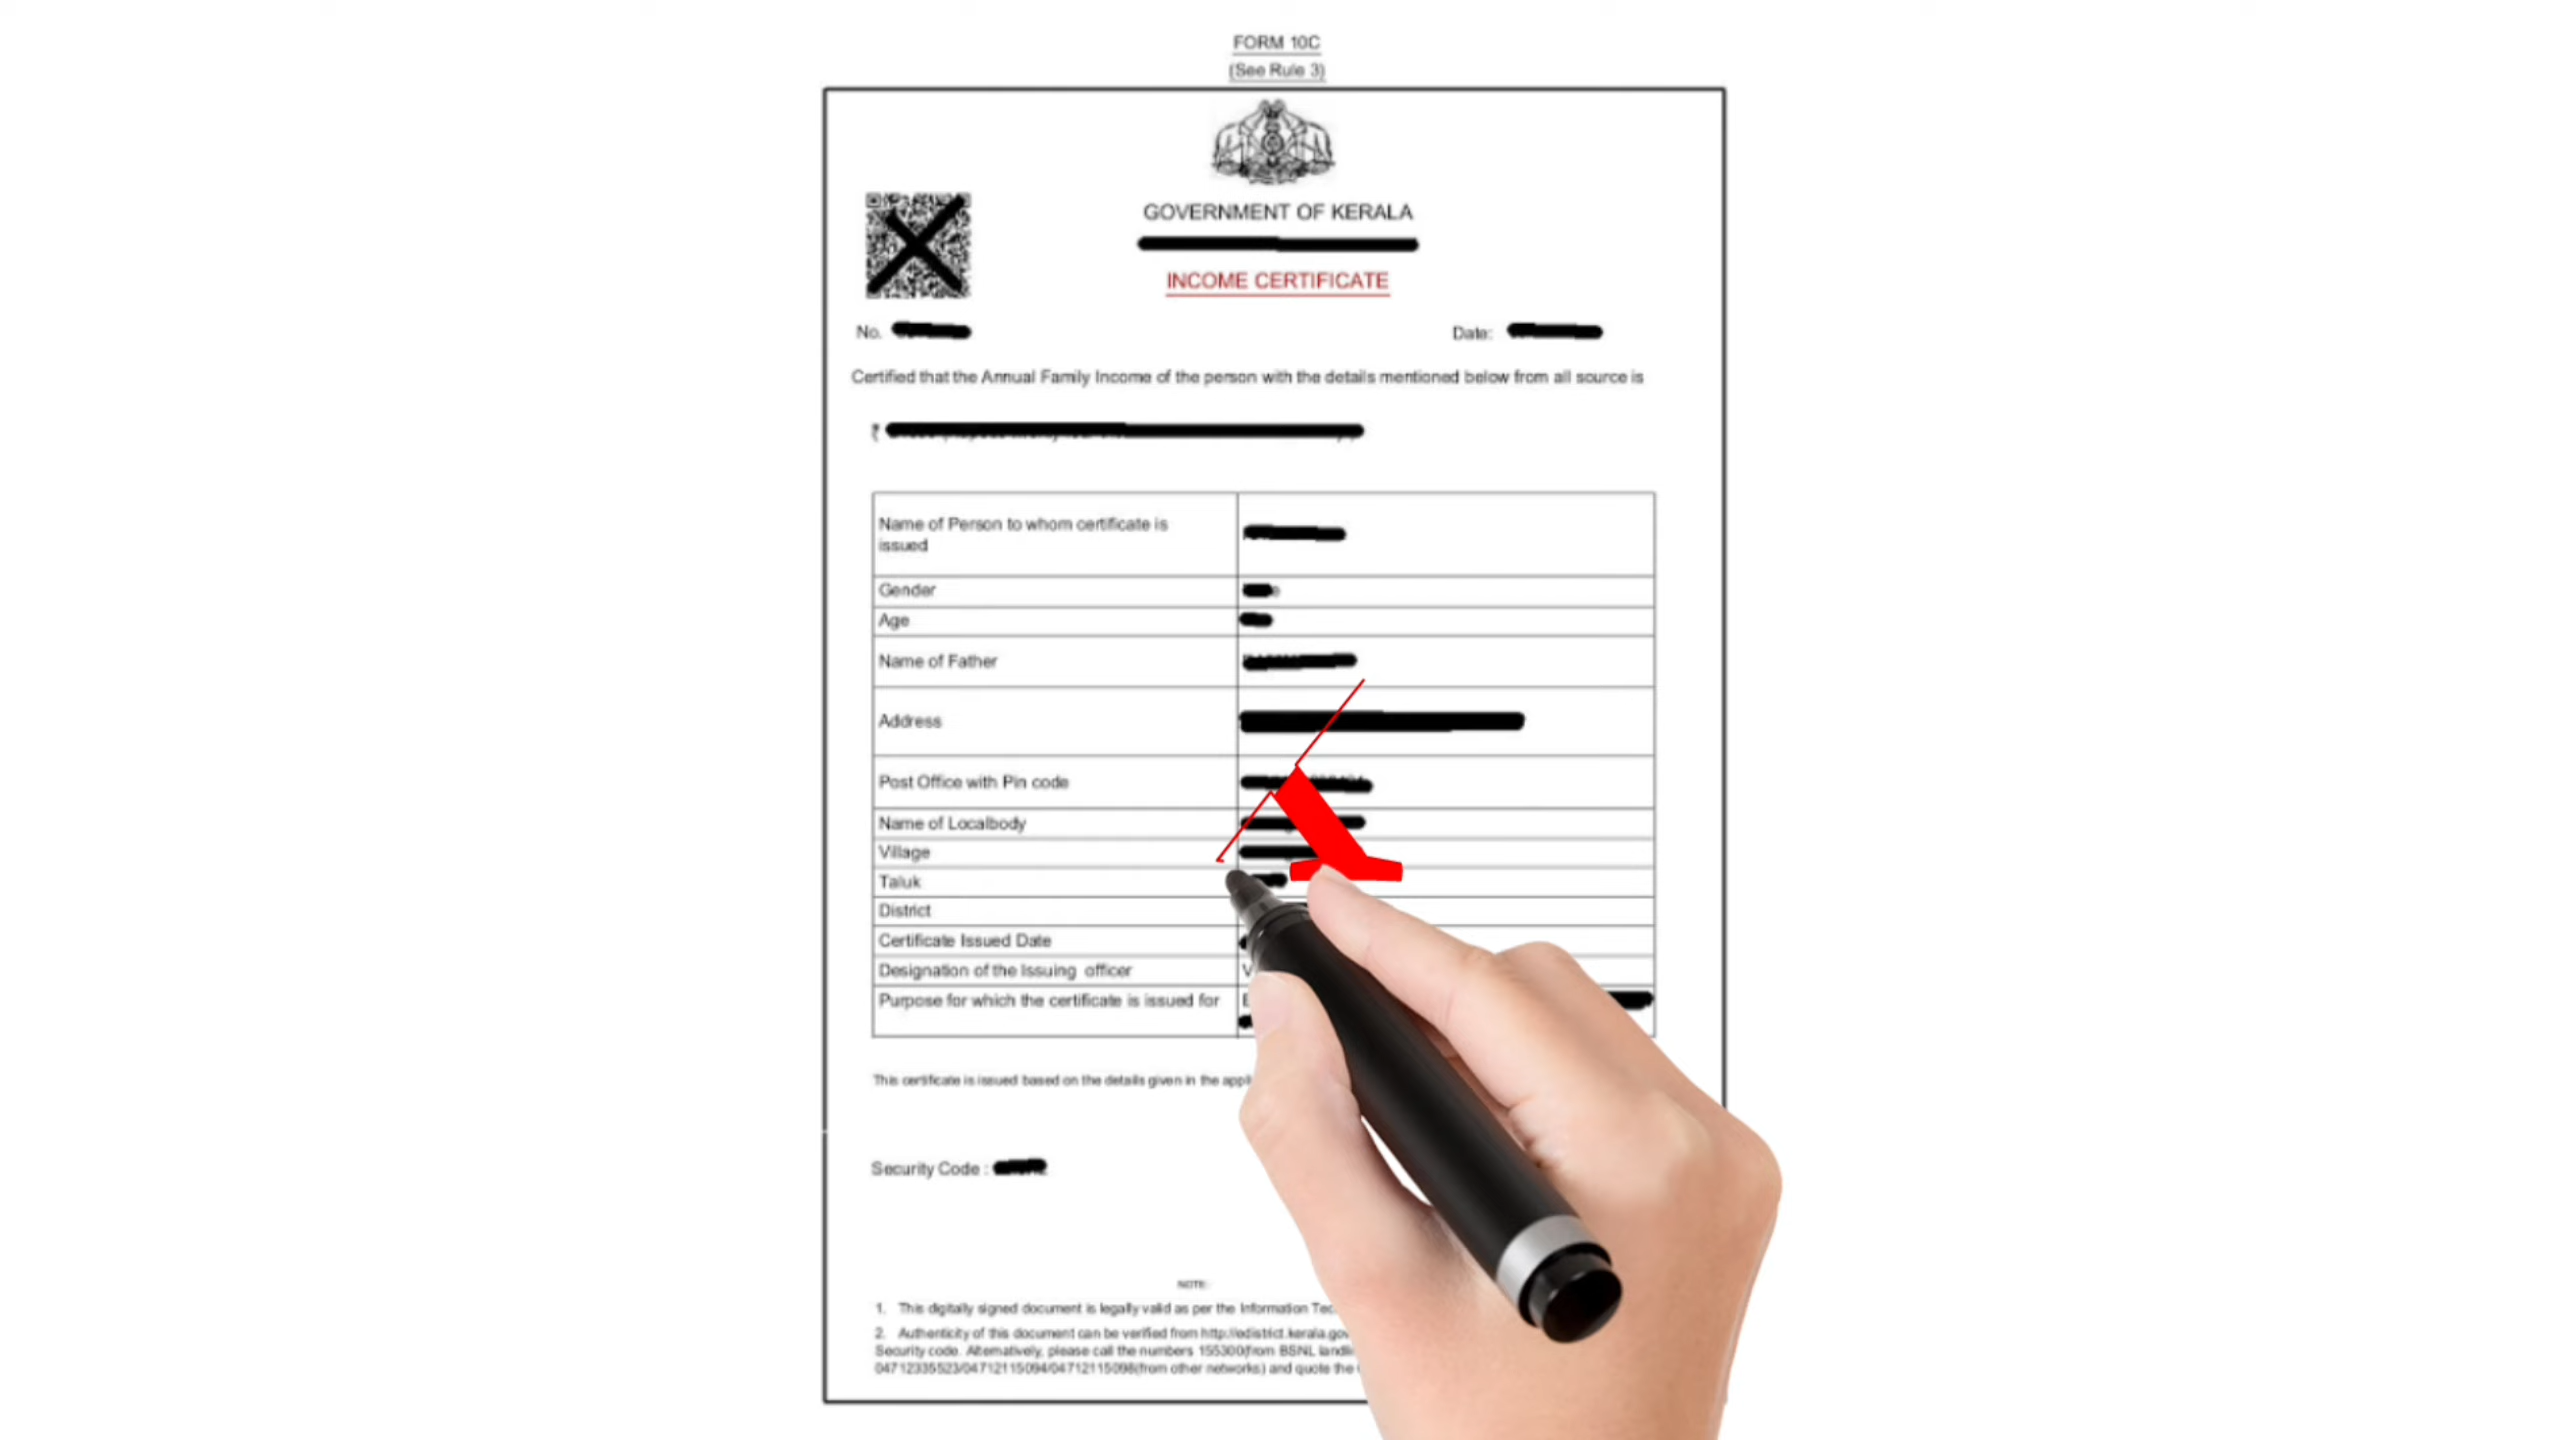 FORM 10C
(See Rule 3)
GOVERNMENT OF KERALA
INCOME CERTIFICATE
No.
Date:
Certified that the Annual Family Income of the person with the details mentioned below from all source is
₹
Name of Person to whom certificate is
issued
Gender
Age
Name of Father
Address
Post Office with Pin code
Name of Localbody
Village
Taluk
District
Certificate Issued Date
Designation of the Issuing officer V
Purpose for which the certificate is issued for E
This certificate is issued based on the details given in the appli
Security Code :
NOTE:
1. This digitally signed document is legally valid as per the Information Tec
2. Authenticity of this document can be verified from http://edistrict.kerala.gov
Security code. Alternatively, please call the numbers 155300(from BSNL landli
04712335523/04712115094/04712115098(from other networks) and quote the